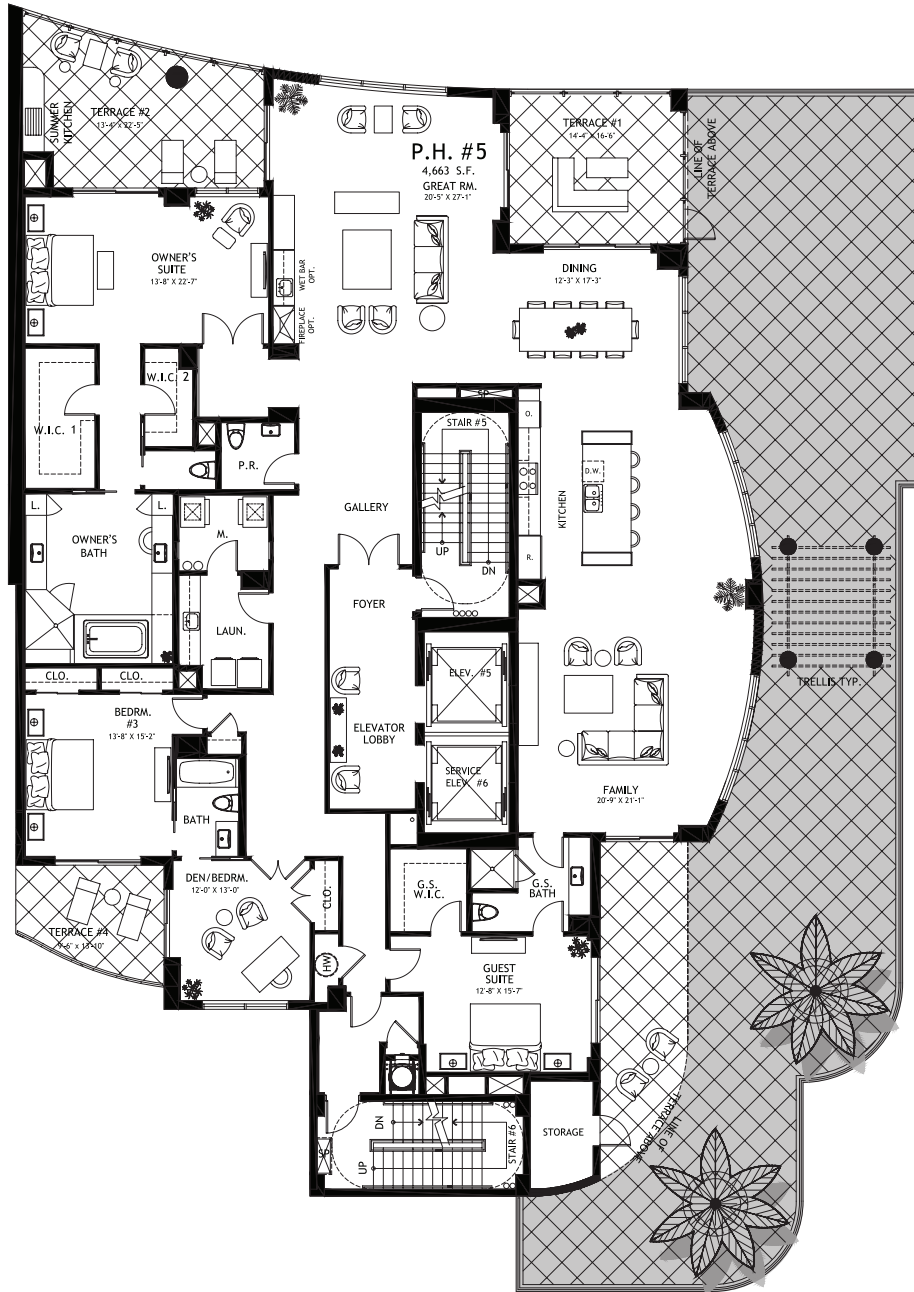 SUMMER
KITCHEN
TERRACE #2
13'-4" X 22'-5"
P.H. #5
4,663 S.F.
GREAT RM.
20'-5" X 27'-1"
TERRACE #1
14'-4" X 16'-6"
LINE OF
TERRACE ABOVE
OWNER'S
SUITE
13'-8" X 22'-7"
WET BAR
OPT.
FIREPLACE
OPT.
DINING
12'-3" X 17'-3"
W.I.C. 1
W.I.C. 2
P.R.
STAIR #5
UP
DN
O.
D.W.
KITCHEN
R.
GALLERY
L.
L.
OWNER'S
BATH
M.
LAUN.
FOYER
ELEV. #5
ELEVATOR
LOBBY
SERVICE
ELEV. #6
TRELLIS TYP.
CLO.
CLO.
BEDRM.
#3
13'-8" X 15'-2"
BATH
FAMILY
20'-9" X 21'-1"
DEN/BEDRM.
12'-0" X 13'-0"
CLO.
G.S.
W.I.C.
G.S.
BATH
TERRACE #4
9'-6" x 13'-10"
HW
GUEST
SUITE
12'-8" X 15'-7"
DN
UP
STAIR #6
STORAGE
LINE OF
TERRACE ABOVE